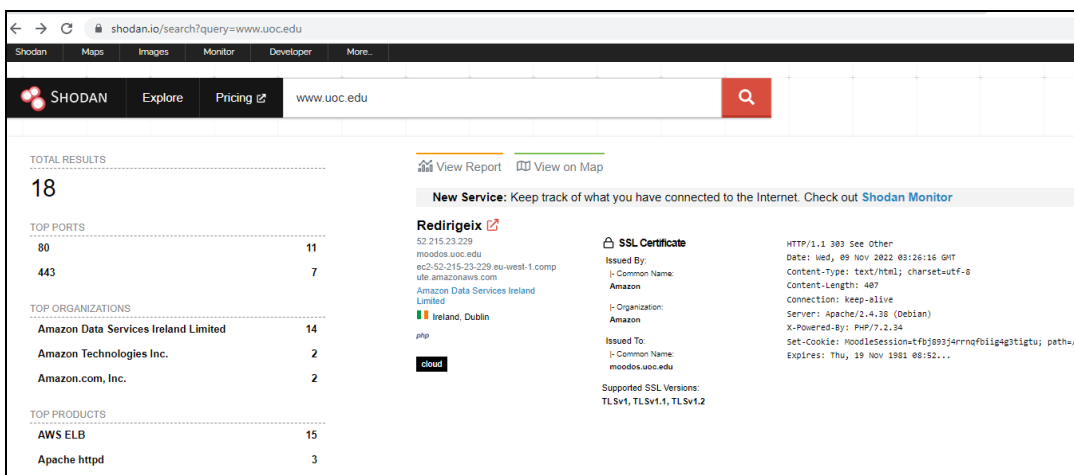 shodan.io/search?query=www.uoc.edu
Shodan Maps Images Monitor Developer More...
SHODAN Explore Pricing www.uoc.edu
TOTAL RESULTS
18
TOP PORTS
80 11
443 7
TOP ORGANIZATIONS
Amazon Data Services Ireland Limited 14
Amazon Technologies Inc. 2
Amazon.com, Inc. 2
TOP PRODUCTS
AWS ELB 15
Apache httpd 3
View Report View on Map
New Service: Keep track of what you have connected to the Internet. Check out Shodan Monitor
Redirigeix
52.215.23.229
moodos.uoc.edu
ec2-52-215-23-229.eu-west-1.comp
ute.amazonaws.com
Amazon Data Services Ireland
Limited
Ireland, Dublin
php
cloud
SSL Certificate
Issued By:
|- Common Name:
Amazon
|- Organization:
Amazon
Issued To:
|- Common Name:
moodos.uoc.edu
Supported SSL Versions:
TLSv1, TLSv1.1, TLSv1.2
HTTP/1.1 303 See Other
Date: Wed, 09 Nov 2022 03:26:16 GMT
Content-Type: text/html; charset=utf-8
Content-Length: 407
Connection: keep-alive
Server: Apache/2.4.38 (Debian)
X-Powered-By: PHP/7.2.34
Set-Cookie: MoodleSession=tfbj893j4rrnqfbiig4g3tigtu; path=/
Expires: Thu, 19 Nov 1981 08:52...